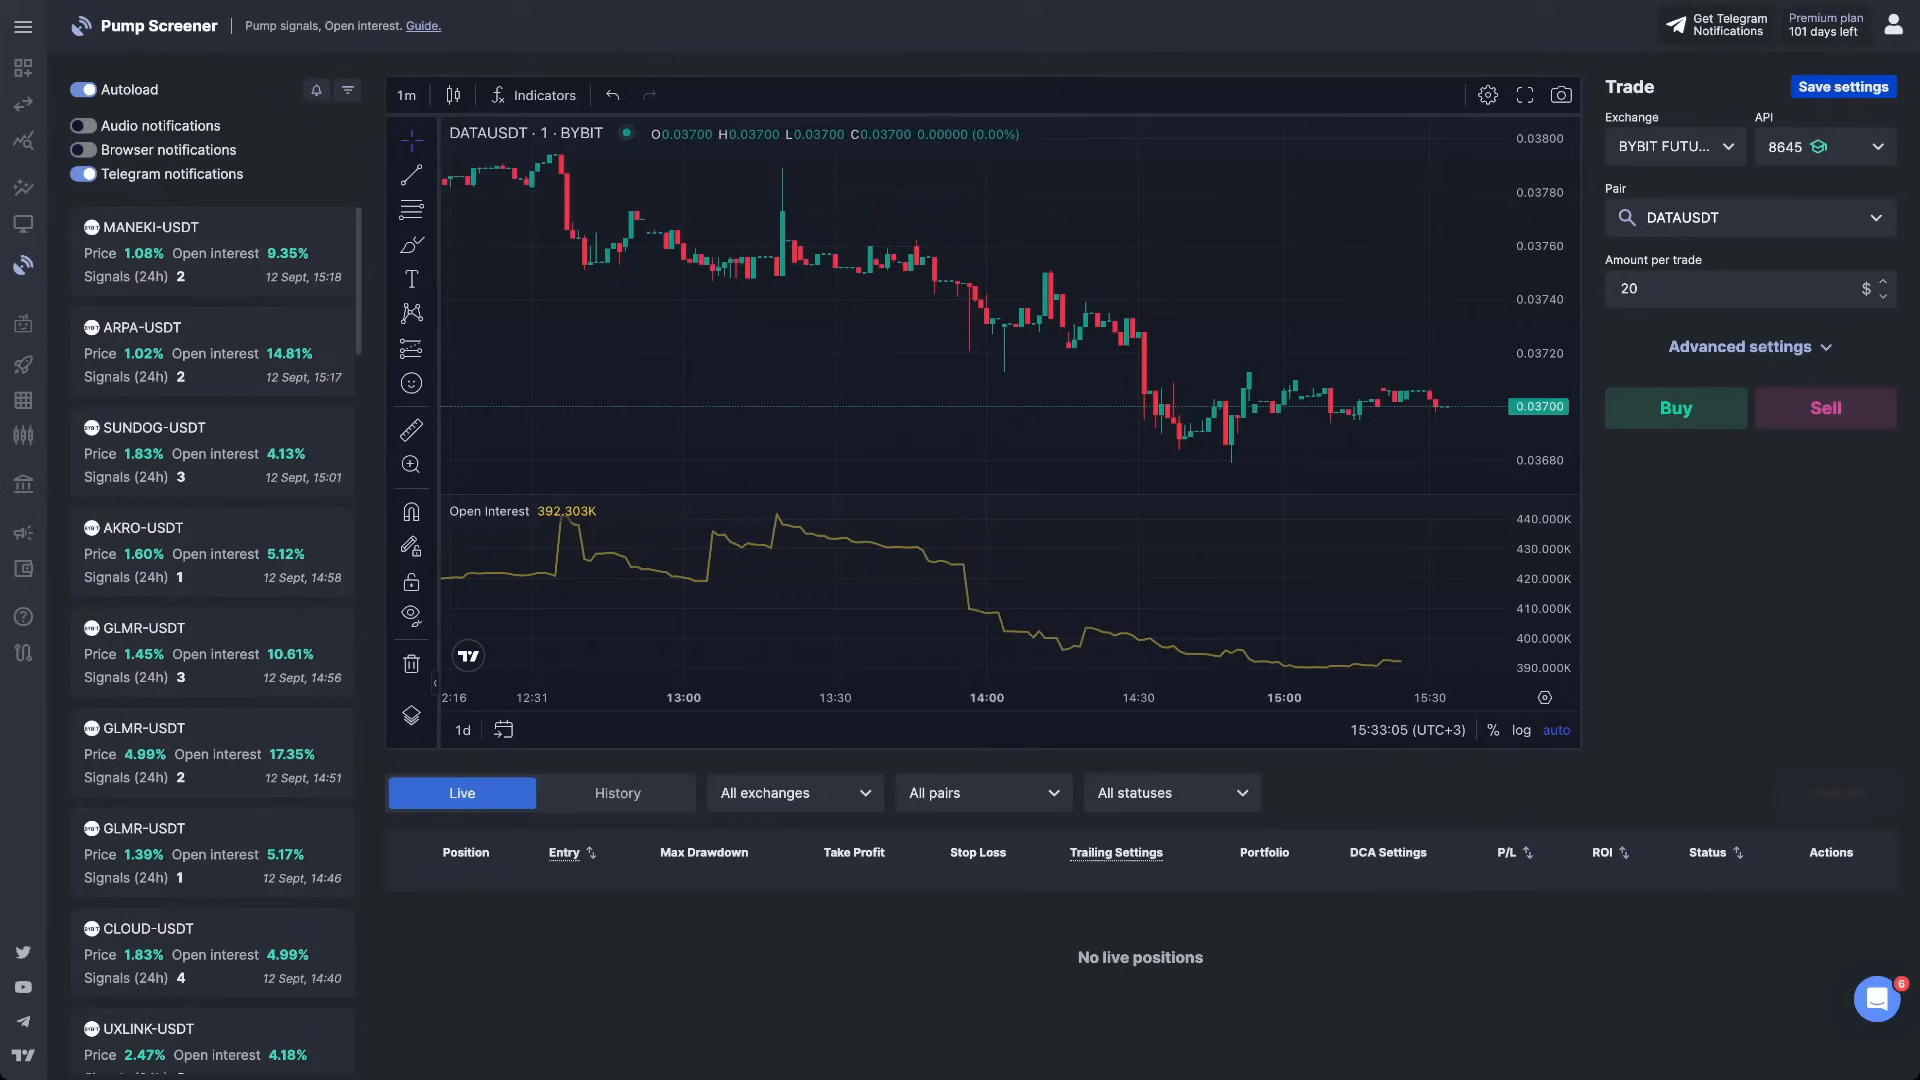 Pump Screener
Pump signals, Open interest. Guide.
Get Telegram
Notifications
Premium plan
101 days left
Autoload
Audio notifications
Browser notifications
Telegram notifications
MANEKI-USDT
Price 1.08% Open interest 9.35%
Signals (24h) 2 12 Sept, 15:18
ARPA-USDT
Price 1.02% Open interest 14.81%
Signals (24h) 2 12 Sept, 15:17
SUNDOG-USDT
Price 1.83% Open interest 4.13%
Signals (24h) 3 12 Sept, 15:01
AKRO-USDT
Price 1.60% Open interest 5.12%
Signals (24h) 1 12 Sept, 14:58
GLMR-USDT
Price 1.45% Open interest 10.61%
Signals (24h) 3 12 Sept, 14:56
GLMR-USDT
Price 4.99% Open interest 17.35%
Signals (24h) 2 12 Sept, 14:51
GLMR-USDT
Price 1.39% Open interest 5.17%
Signals (24h) 1 12 Sept, 14:46
CLOUD-USDT
Price 1.83% Open interest 4.99%
Signals (24h) 4 12 Sept, 14:40
UXLINK-USDT
Price 2.47% Open interest 4.18%
1m Indicators
DATAUSDT · 1 · BYBIT O0.03700 H0.03700 L0.03700 C0.03700 0.00000 (0.00%)
0.03800
0.03780
0.03760
0.03740
0.03720
0.03700
0.03680
Open Interest 392.303K
440.000K
430.000K
420.000K
410.000K
400.000K
390.000K
2:16 12:31 13:00 13:30 14:00 14:30 15:00 15:30
1d 15:33:05 (UTC+3) % log auto
Trade Save settings
Exchange API
BYBIT FUTU... 8645
Pair
DATAUSDT
Amount per trade
20 $
Advanced settings
Buy Sell
Live History All exchanges All pairs All statuses
Position Entry Max Drawdown Take Profit Stop Loss Trailing Settings Portfolio DCA Settings P/L ROI Status Actions
No live positions
6